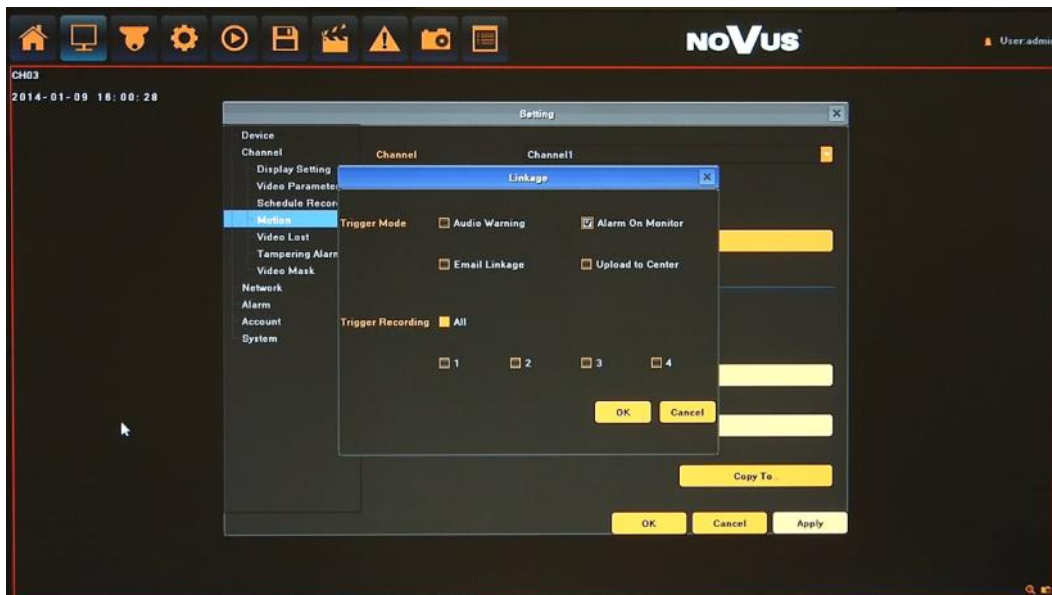 NOVUS
User:admin
CH03
2014-01-09 16:00:28
Setting
Device
Channel
Display Setting
Video Parameter
Schedule Record
Motion
Video Lost
Tampering Alarm
Video Mask
Network
Alarm
Account
System
Channel Channel1
Linkage
Trigger Mode Audio Warning Alarm On Monitor
Email Linkage Upload to Center
Trigger Recording All
1 2 3 4
OK Cancel
Copy To..
OK Cancel Apply